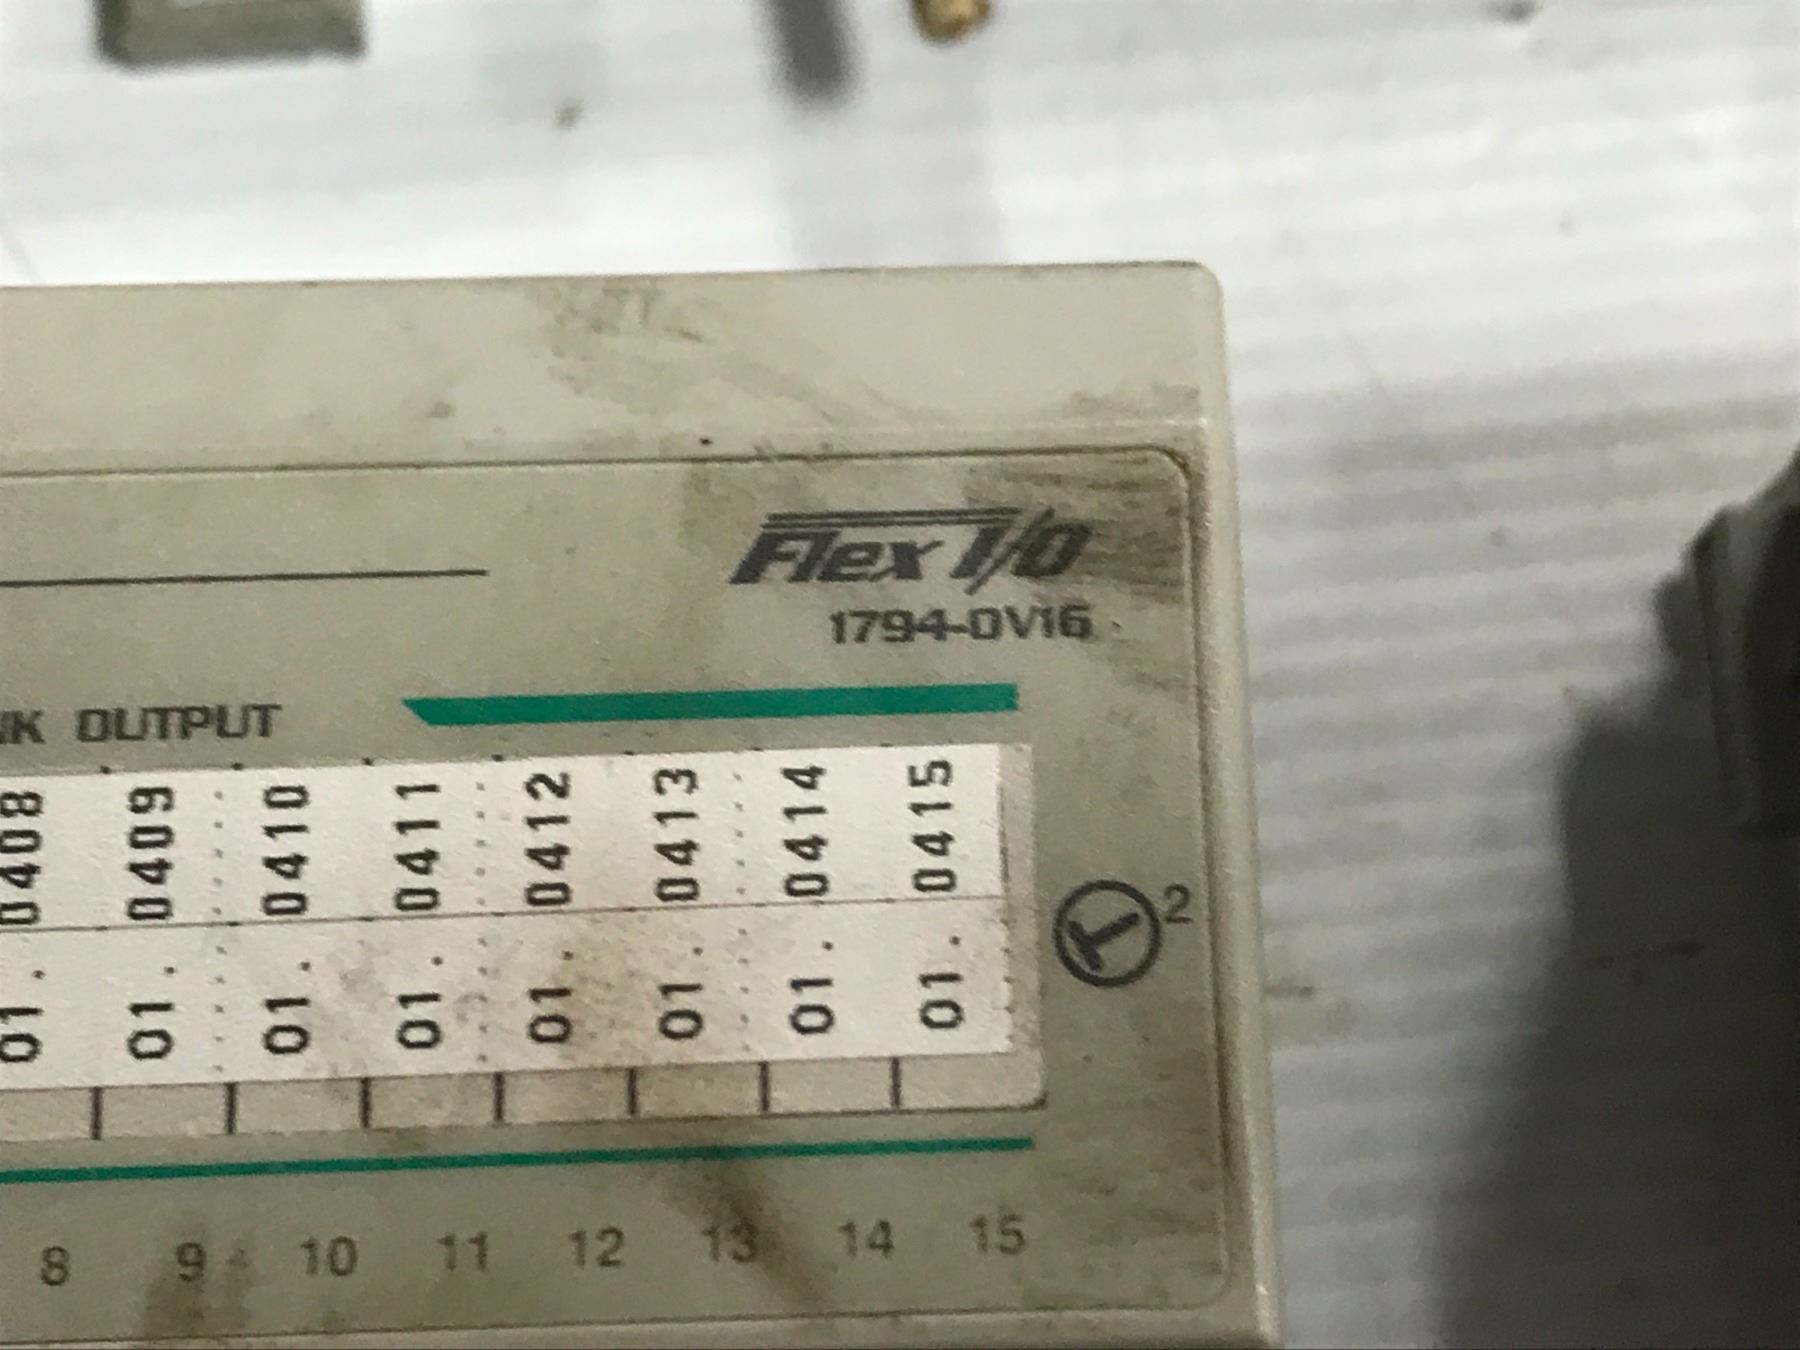 Flex I/O
1794-OV16
OUTPUT
0408 0409 0410 0411 0412 0413 0414 0415
01. 01. 01. 01. 01. 01. 01. 01.
T 2
8 9 10 11 12 13 14 15